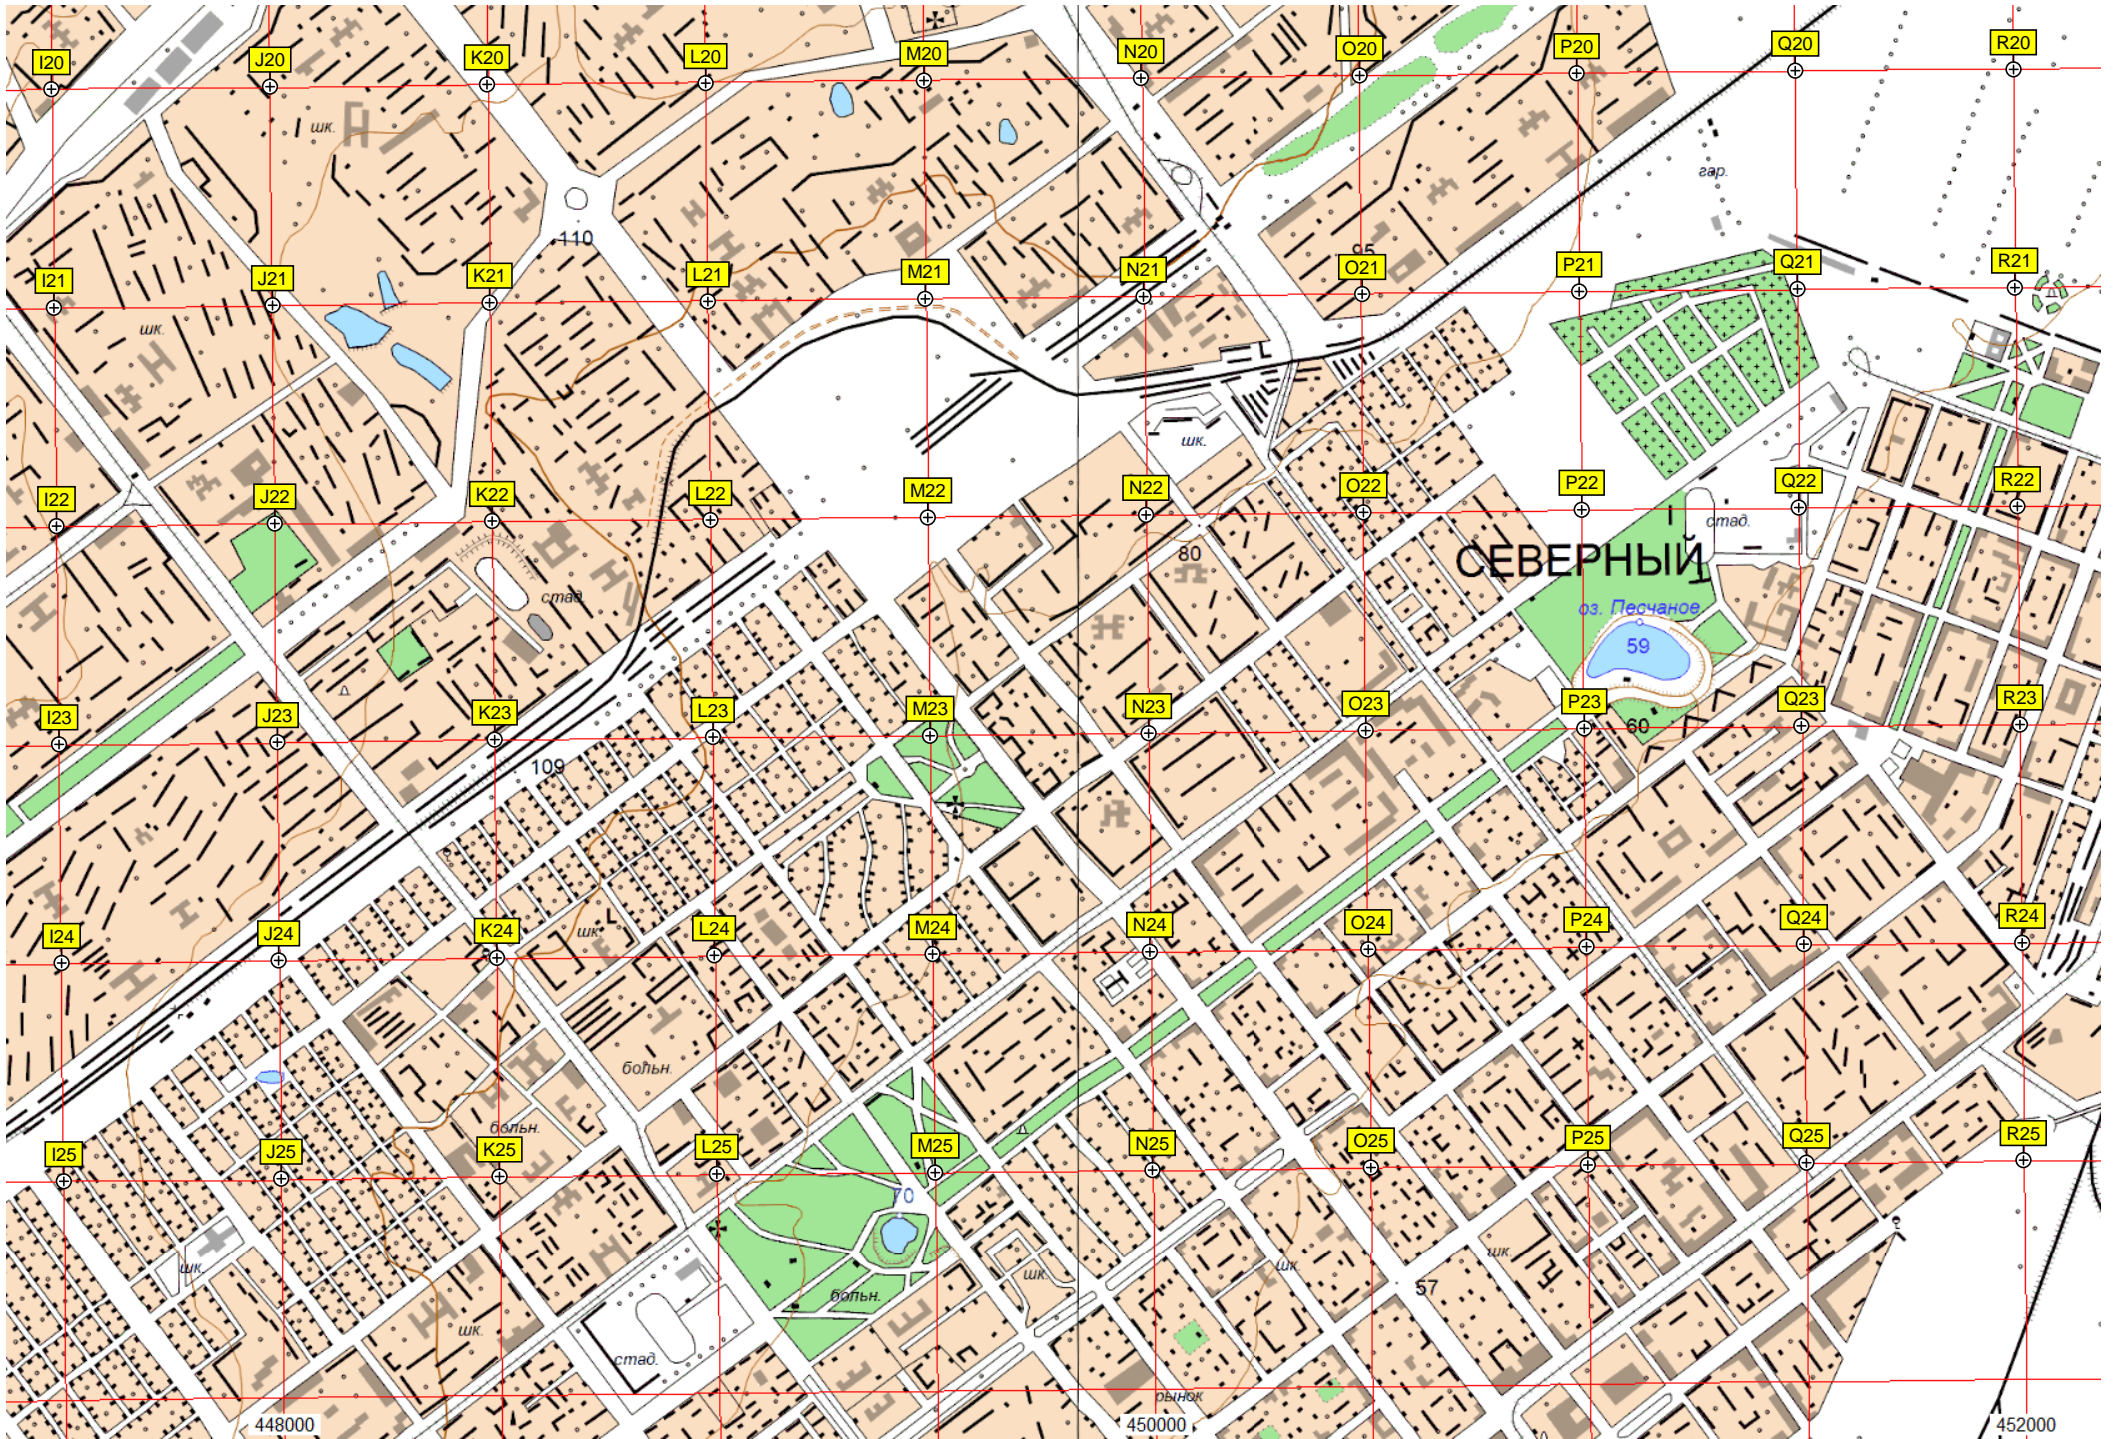 I20 J20 K20 L20 M20 N20 O20 P20 Q20 R20
шк.
гар.
110
95
I21 J21 K21 L21 M21 N21 O21 P21 Q21 R21
шк.
шк.
I22 J22 K22 L22 M22 N22 O22 P22 Q22 R22
стад.
80
СЕВЕРНЫЙ
стад.
оз. Песчаное
59
I23 J23 K23 L23 M23 N23 O23 P23 Q23 R23
60
109
I24 J24 K24 L24 M24 N24 O24 P24 Q24 R24
шк.
больн.
больн.
I25 J25 K25 L25 M25 N25 O25 P25 Q25 R25
70
шк.
шк.
шк.
шк.
57
больн.
шк.
стад.
рынок
448000 450000 452000